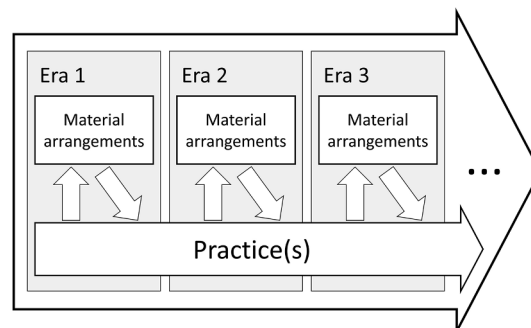 Era 1
Material
arrangements
Era 2
Material
arrangements
Era 3
Material
arrangements
...
Practice(s)